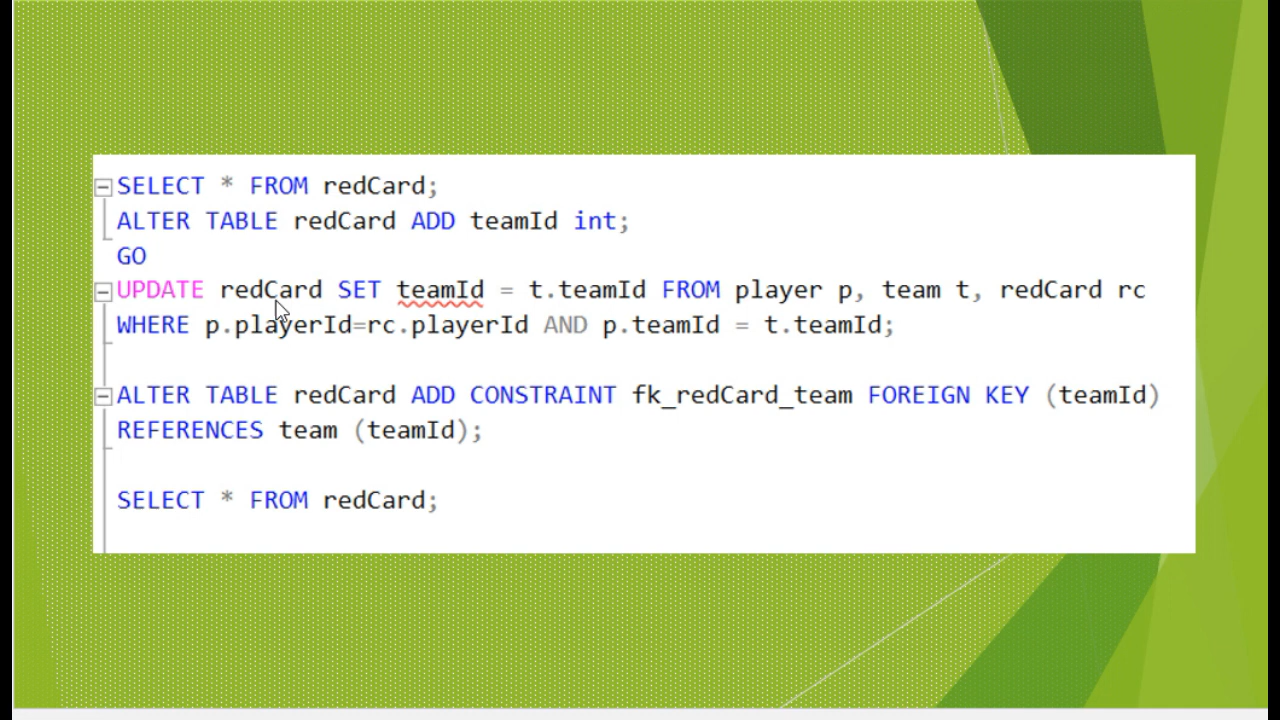 SELECT * FROM redCard;
ALTER TABLE redCard ADD teamId int;
GO
UPDATE redCard SET teamId = t.teamId FROM player p, team t, redCard rc
WHERE p.playerId=rc.playerId AND p.teamId = t.teamId;
ALTER TABLE redCard ADD CONSTRAINT fk_redCard_team FOREIGN KEY (teamId)
REFERENCES team (teamId);
SELECT * FROM redCard;